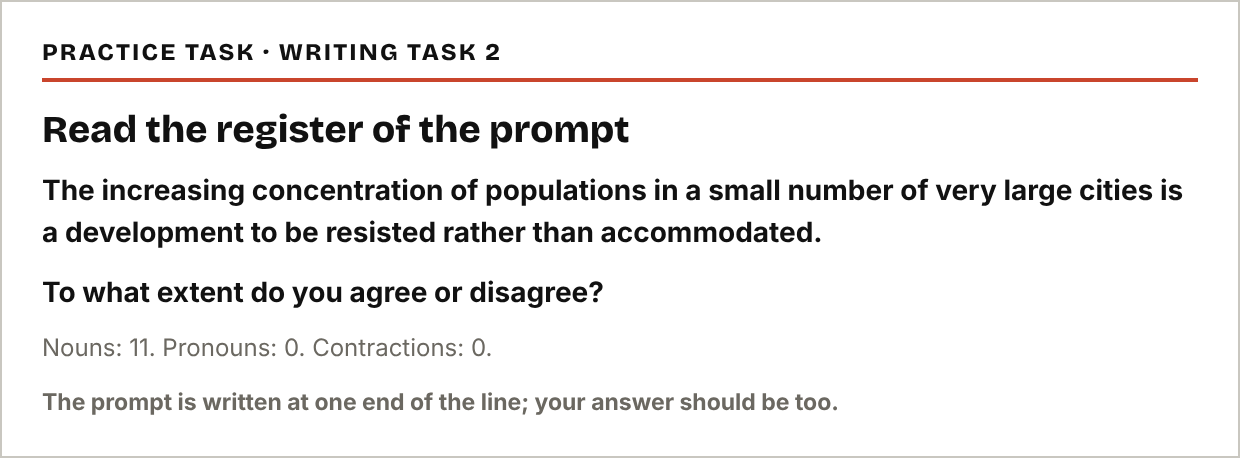 PRACTICE TASK · WRITING TASK 2
Read the register of the prompt
The increasing concentration of populations in a small number of very large cities is
a development to be resisted rather than accommodated.
To what extent do you agree or disagree?
Nouns: 11. Pronouns: 0. Contractions: 0.
The prompt is written at one end of the line; your answer should be too.